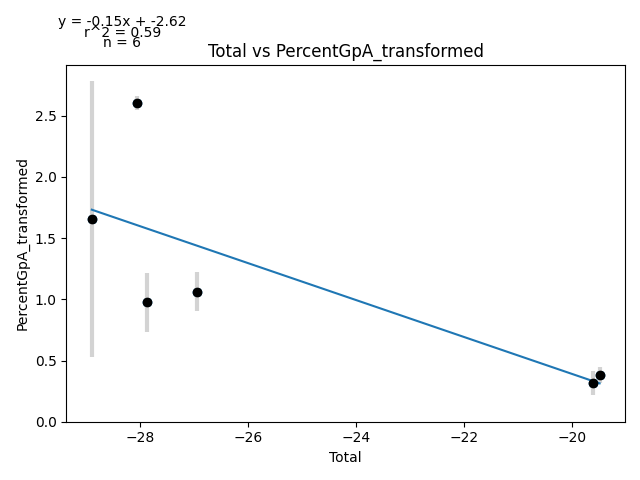 y = -0.15x + -2.62
r^2 = 0.59
n = 6
Total vs PercentGpA_transformed
PercentGpA_transformed
2.5
2.0
1.5
1.0
0.5
0.0
−28
−26
−24
−22
−20
Total